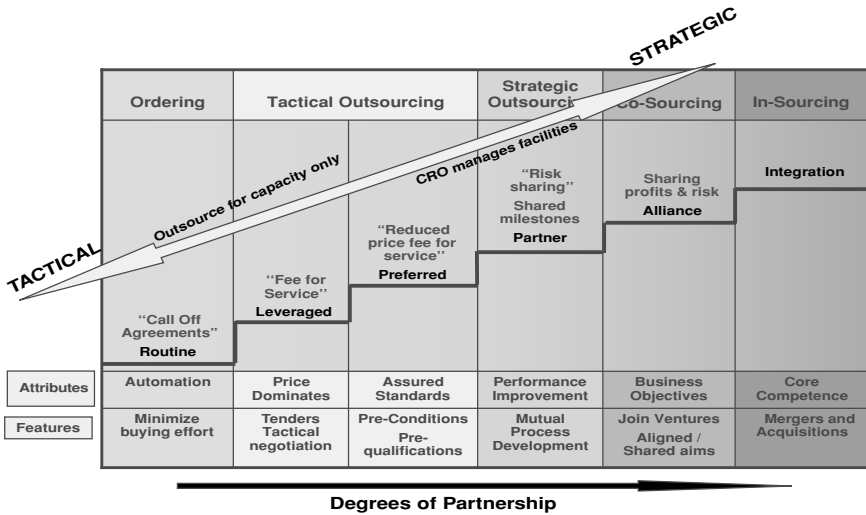 STRATEGIC
Ordering
Tactical Outsourcing
Strategic
Outsourcing
Co-Sourcing
In-Sourcing
TACTICAL
Outsource for capacity only
CRO manages facilities
“Call Off
Agreements”
Routine
“Fee for
Service”
Leveraged
“Reduced
price fee for
service”
Preferred
“Risk
sharing”
Shared
milestones
Partner
Sharing
profits & risk
Alliance
Integration
Attributes
Automation
Price
Dominates
Assured
Standards
Performance
Improvement
Business
Objectives
Core
Competence
Features
Minimize
buying effort
Tenders
Tactical
negotiation
Pre-Conditions
Pre-
qualifications
Mutual
Process
Development
Join Ventures
Aligned /
Shared aims
Mergers and
Acquisitions
Degrees of Partnership